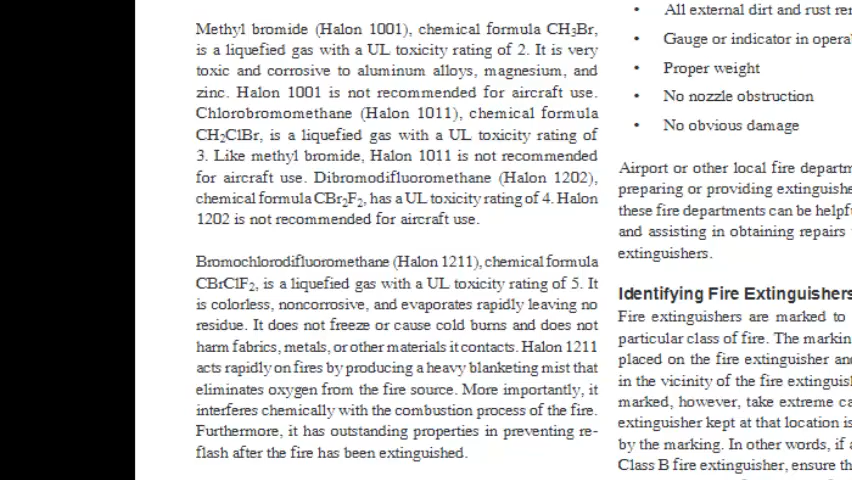 Methyl bromide (Halon 1001), chemical formula CH₃Br,
is a liquefied gas with a UL toxicity rating of 2. It is very
toxic and corrosive to aluminum alloys, magnesium, and
zinc. Halon 1001 is not recommended for aircraft use.
Chlorobromomethane (Halon 1011), chemical formula
CH₂ClBr, is a liquefied gas with a UL toxicity rating of
3. Like methyl bromide, Halon 1011 is not recommended
for aircraft use. Dibromodifluoromethane (Halon 1202),
chemical formula CBr₂F₂, has a UL toxicity rating of 4. Halon
1202 is not recommended for aircraft use.
Bromochlorodifluoromethane (Halon 1211), chemical formula
CBrClF₂, is a liquefied gas with a UL toxicity rating of 5. It
is colorless, noncorrosive, and evaporates rapidly leaving no
residue. It does not freeze or cause cold burns and does not
harm fabrics, metals, or other materials it contacts. Halon 1211
acts rapidly on fires by producing a heavy blanketing mist that
eliminates oxygen from the fire source. More importantly, it
interferes chemically with the combustion process of the fire.
Furthermore, it has outstanding properties in preventing re-
flash after the fire has been extinguished.
• All external dirt and rust
• Gauge or indicator in
• Proper weight
• No nozzle obstruction
• No obvious damage
Airport or other local fire
preparing or providing
these fire departments can be
and assisting in obtaining repairs
extinguishers.
Identifying Fire Extinguishers
Fire extinguishers are marked to
particular class of fire. The
placed on the fire extinguisher
in the vicinity of the fire
marked, however, take extreme
extinguisher kept at that location is
by the marking. In other words, if
Class B fire extinguisher, ensure